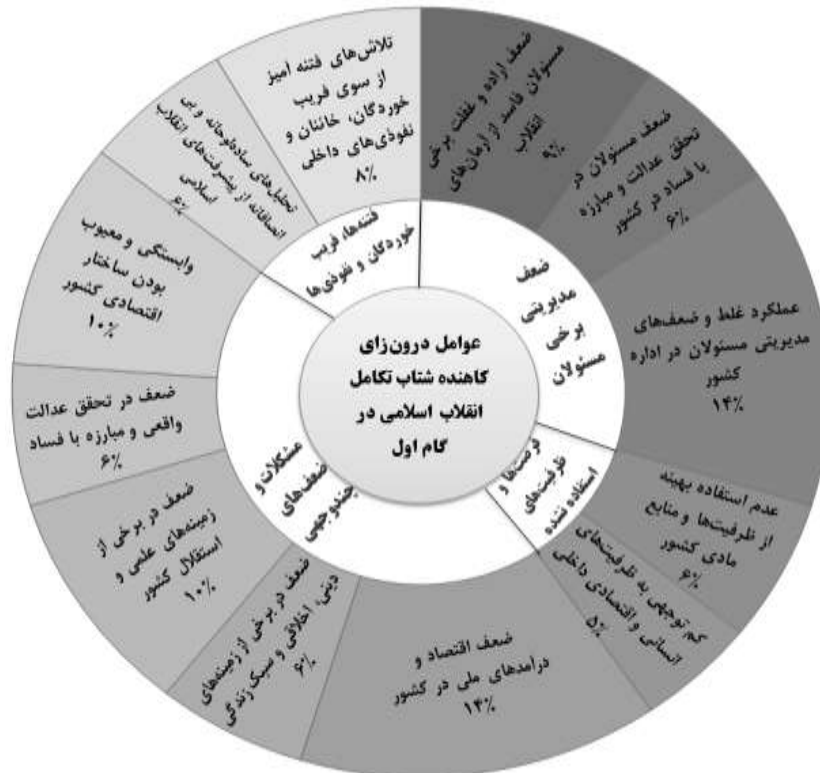 عوامل درون‌زای
کاهنده شتاب تکامل
انقلاب اسلامی در
گام اول
ضعف
مدیریتی
برخی
مسئولان
فرصت‌ها و
ظرفیت‌های
استفاده نشده
مشکلات و
ضعف‌های
چندوجهی
فتنه‌ها، فریب
خوردگان و نفوذی‌ها
ضعف اراده و غفلت برخی
مسئولان فاسد از آرمان‌های
انقلاب
۹%
ضعف مسئولان در
تحقق عدالت و مبارزه
با فساد در کشور
۶%
عملکرد غلط و ضعف‌های
مدیریتی مسئولان در اداره
کشور
۱۴%
عدم استفاده بهینه
از ظرفیت‌ها و منابع
مادی کشور
۶%
کم توجهی به ظرفیت‌های
انسانی و اقتصادی داخلی
۵%
ضعف اقتصاد و
درآمدهای ملی در کشور
۱۴%
ضعف در برخی از زمینه‌های
دینی، اخلاقی و سبک زندگی
۶%
ضعف در برخی از
زمینه‌های علمی و
استقلال کشور
۱۰%
ضعف در تحقق عدالت
واقعی و مبارزه با فساد
۶%
وابستگی و معیوب
بودن ساختار
اقتصادی کشور
۱۰%
تحلیل‌های ساده‌لوحانه و بی
انصافانه از پیشرفت‌های انقلاب
اسلامی
۶%
تلاش‌های فتنه آمیز
از سوی فریب
خوردگان، خائنان و
نفوذی‌های داخلی
۸%